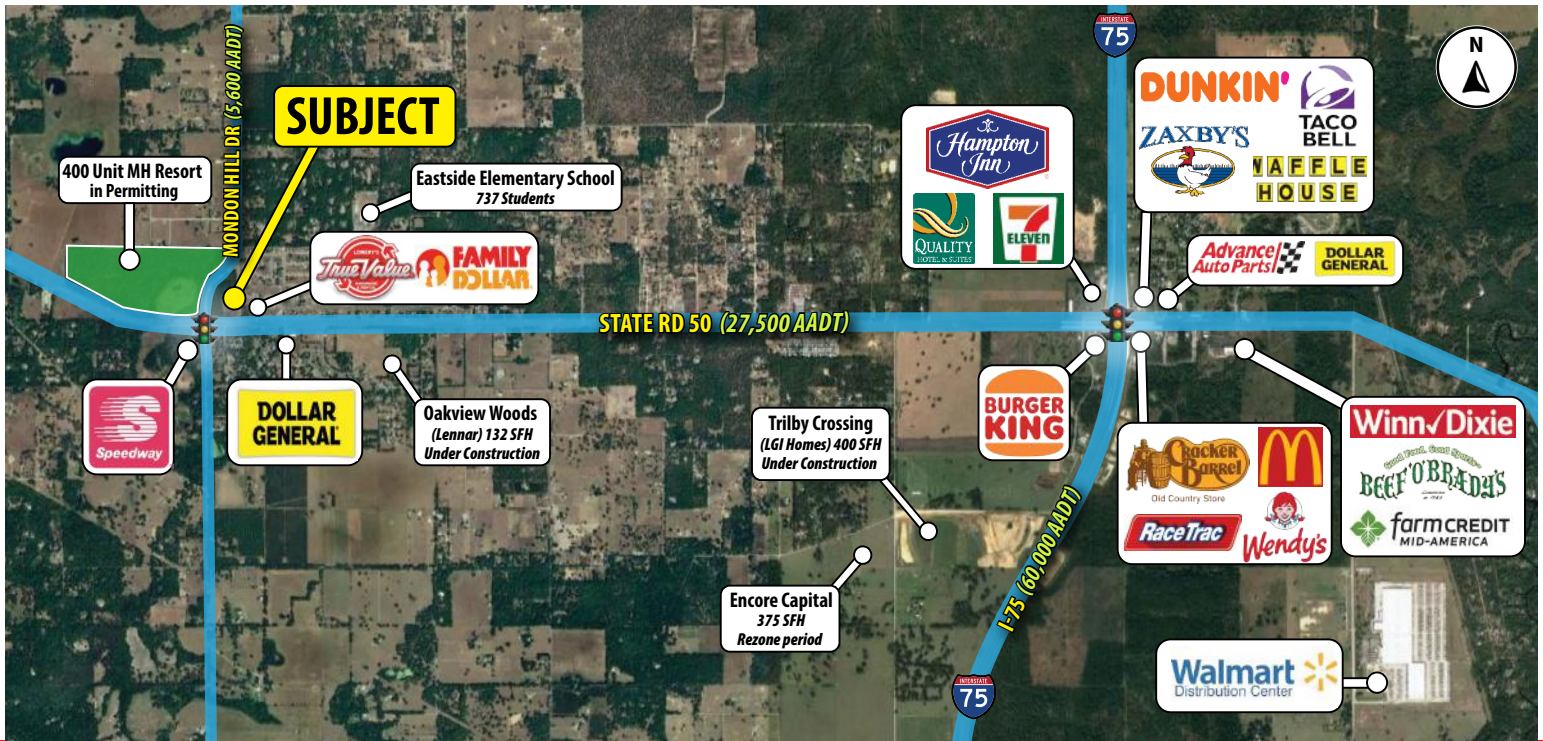 INTERSTATE
75
N
MONDON HILL DR (5,600 AADT)
SUBJECT
400 Unit MH Resort
in Permitting
Eastside Elementary School
737 Students
LOWERY'S
True Value
FAMILY
DOLLAR
Hampton
Inn
QUALITY
HOTEL & SUITES
7
ELEVEN
DUNKIN'
TACO
BELL
ZAXBY'S
WAFFLE
HOUSE
Advance
Auto Parts
DOLLAR
GENERAL
STATE RD 50 (27,500 AADT)
S
Speedway
DOLLAR
GENERAL
Oakview Woods
(Lennar) 132 SFH
Under Construction
Trilby Crossing
(LGI Homes) 400 SFH
Under Construction
BURGER
KING
Cracker
Barrel
Old Country Store
M
RaceTrac
Wendy's
Winn Dixie
Good Food. Good Sports
BEEF 'O' BRADY'S
farm CREDIT
MID-AMERICA
Encore Capital
375 SFH
Rezone period
I-75 (60,000 AADT)
INTERSTATE
75
Walmart
Distribution Center